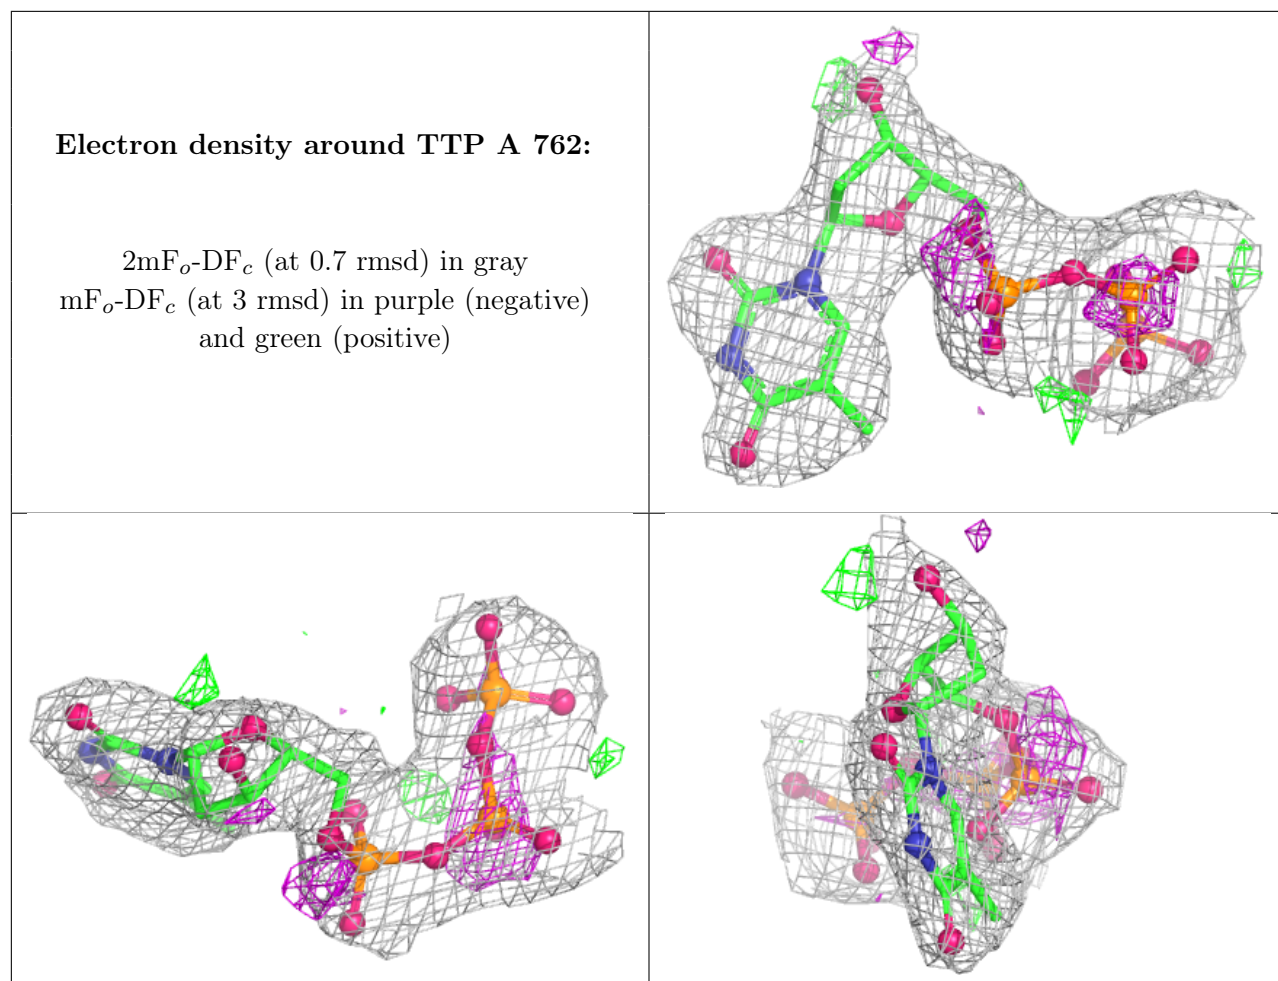 Electron density around TTP A 762:
2mFo-DFc (at 0.7 rmsd) in gray
mFo-DFc (at 3 rmsd) in purple (negative)
and green (positive)